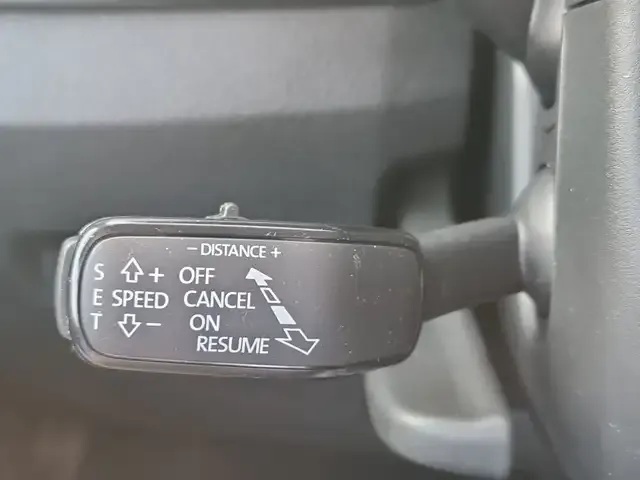 - DISTANCE +
S + OFF
E SPEED CANCEL
T - ON
RESUME